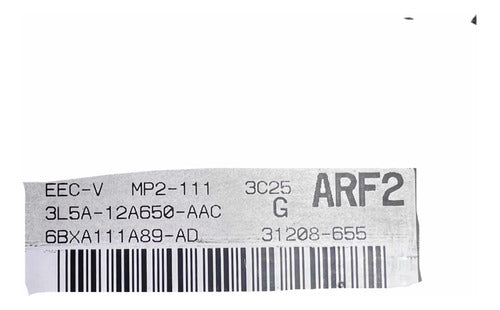 EEC-V MP2-111 3C25 ARF2
3L5A-12A650-AAC G
6BXA111A89-AD 31208-655